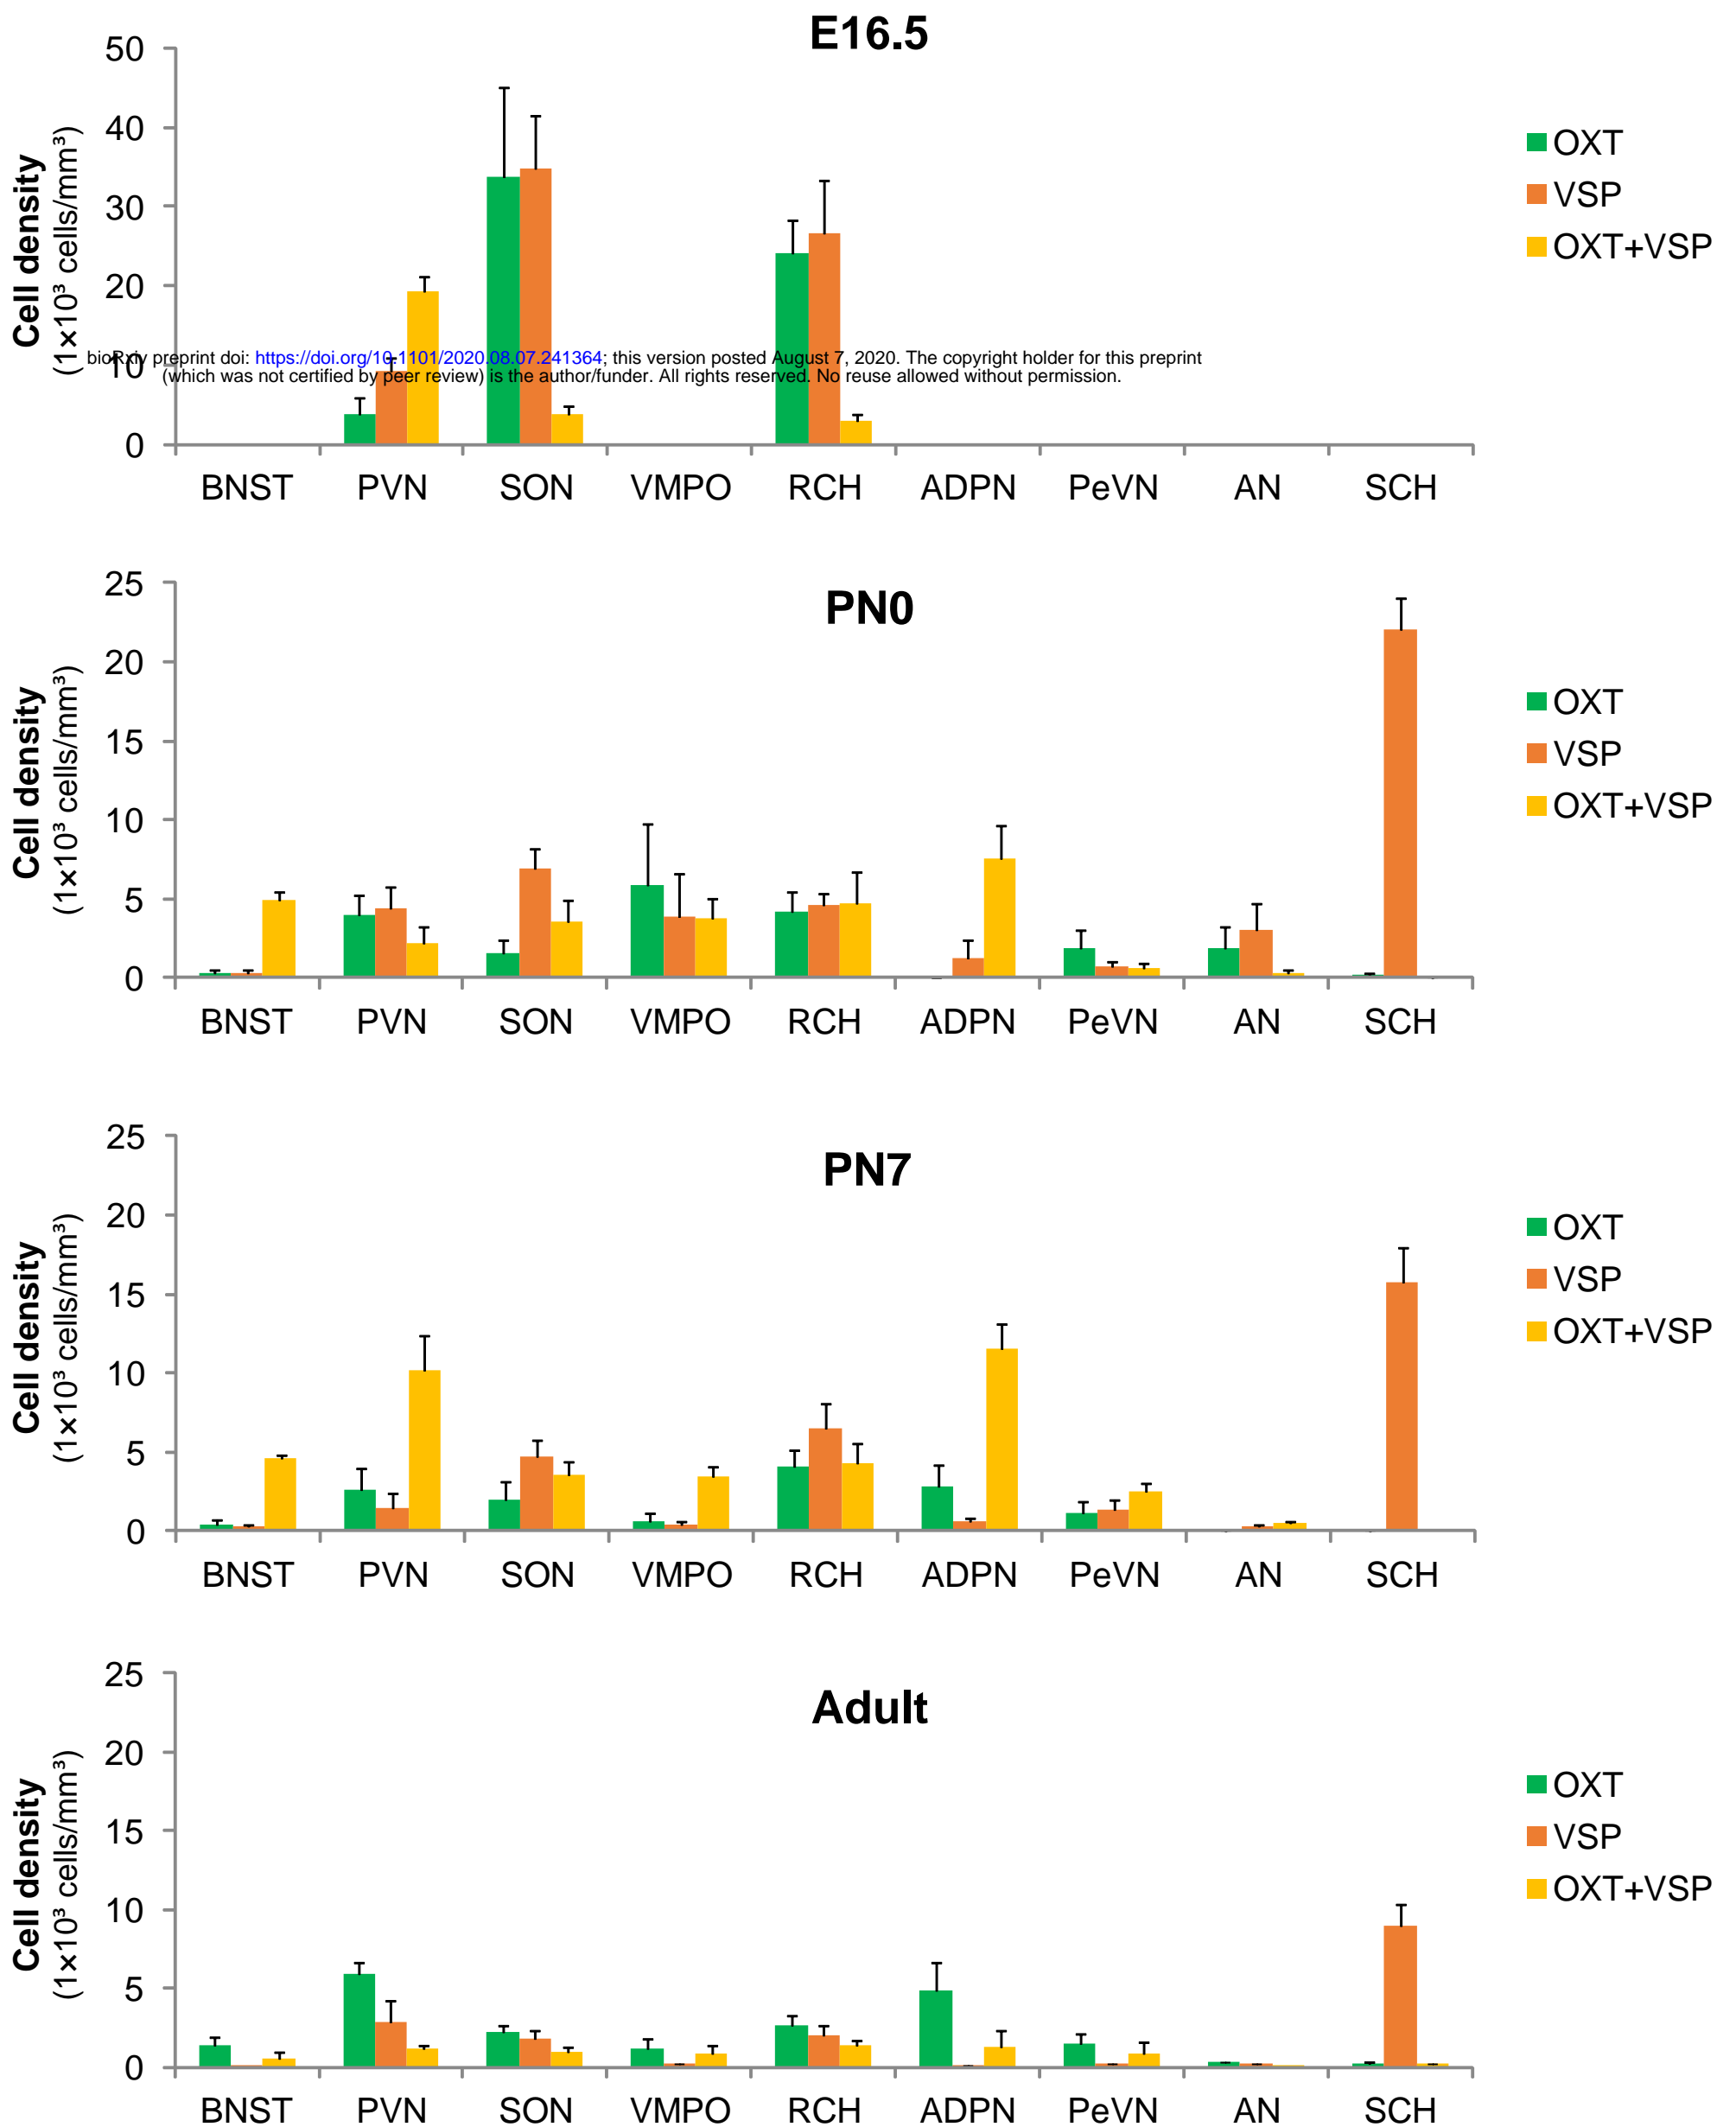 E16.5
50
40
30
20
10
0
Cell density
(1×10³ cells/mm³)
OXT
VSP
OXT+VSP
bioRxiv preprint doi: https://doi.org/10.1101/2020.08.07.241364; this version posted August 7, 2020. The copyright holder for this preprint
(which was not certified by peer review) is the author/funder. All rights reserved. No reuse allowed without permission.
BNST PVN SON VMPO RCH ADPN PeVN AN SCH
PN0
25
20
15
10
5
0
Cell density
(1×10³ cells/mm³)
OXT
VSP
OXT+VSP
BNST PVN SON VMPO RCH ADPN PeVN AN SCH
PN7
25
20
15
10
5
0
Cell density
(1×10³ cells/mm³)
OXT
VSP
OXT+VSP
BNST PVN SON VMPO RCH ADPN PeVN AN SCH
Adult
25
20
15
10
5
0
Cell density
(1×10³ cells/mm³)
OXT
VSP
OXT+VSP
BNST PVN SON VMPO RCH ADPN PeVN AN SCH